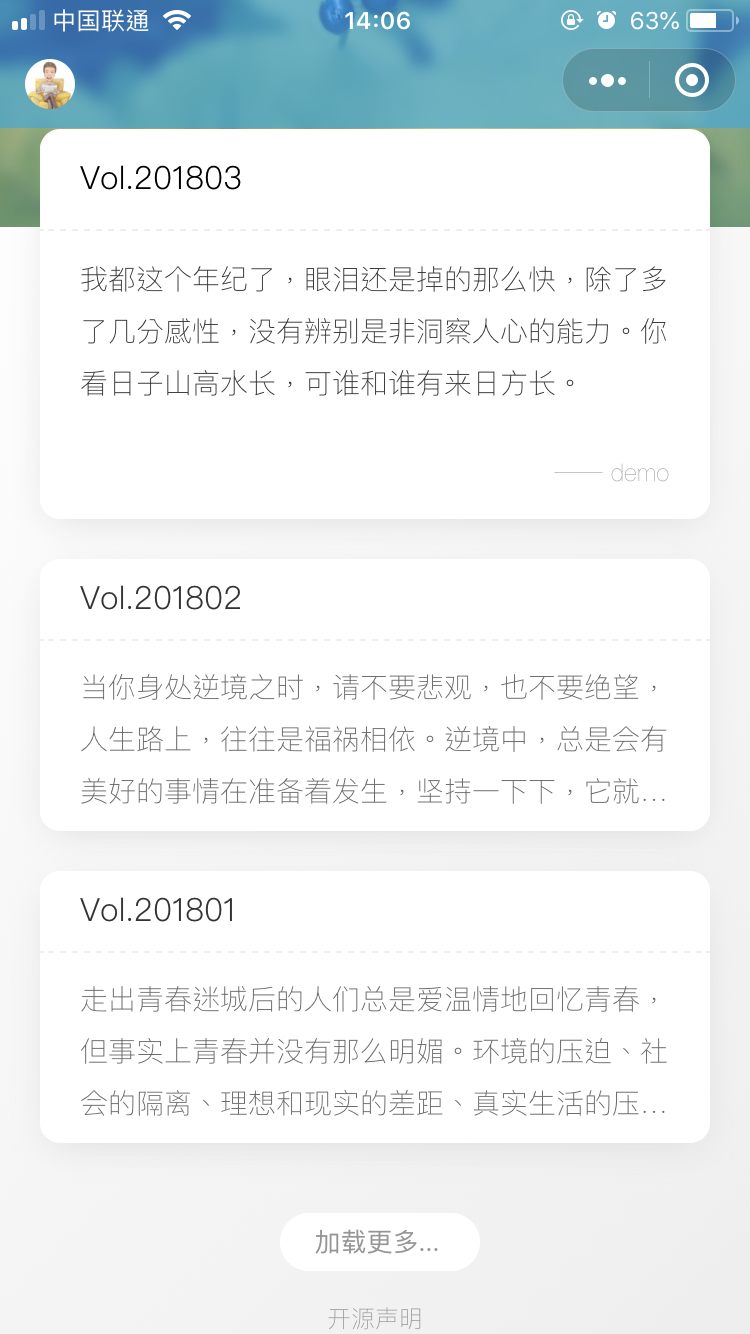 中国联通
14:06
63%
Vol.201803
我都这个年纪了，眼泪还是掉的那么快，除了多
了几分感性，没有辨别是非洞察人心的能力。你
看日子山高水长，可谁和谁有来日方长。
—— demo
Vol.201802
当你身处逆境之时，请不要悲观，也不要绝望，
人生路上，往往是福祸相依。逆境中，总是会有
美好的事情在准备着发生，坚持一下下，它就...
Vol.201801
走出青春迷城后的人们总是爱温情地回忆青春，
但事实上青春并没有那么明媚。环境的压迫、社
会的隔离、理想和现实的差距、真实生活的压...
加载更多...
开源声明